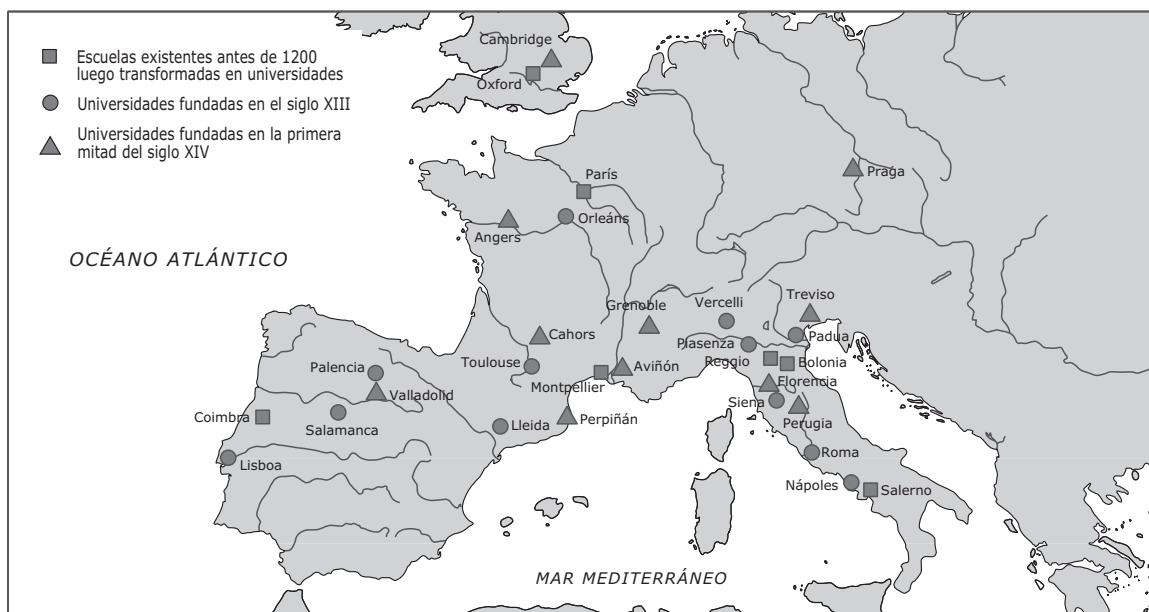 Escuelas existentes antes de 1200
luego transformadas en universidades
Universidades fundadas en el siglo XIII
Universidades fundadas en la primera
mitad del siglo XIV
Cambridge
Oxford
París
Praga
Orleáns
Angers
OCÉANO ATLÁNTICO
Grenoble
Vercelli
Treviso
Cahors
Padua
Piasenza
Toulouse
Reggio
Bolonia
Palencia
Aviñón
Montpellier
Florencia
Valladolid
Siena
Coimbra
Salamanca
Lleida
Perpiñán
Perugia
Roma
Lisboa
Nápoles
Salerno
MAR MEDITERRÁNEO